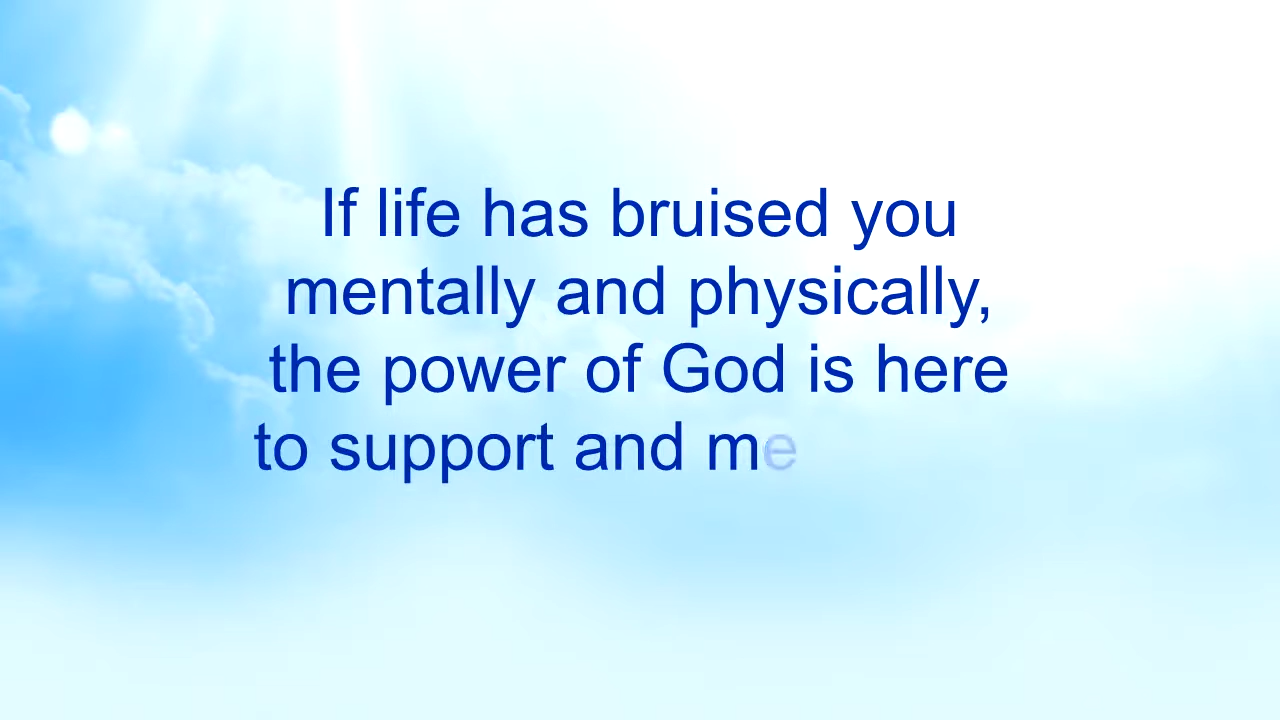 If life has bruised you
mentally and physically,
the power of God is here
to support and me